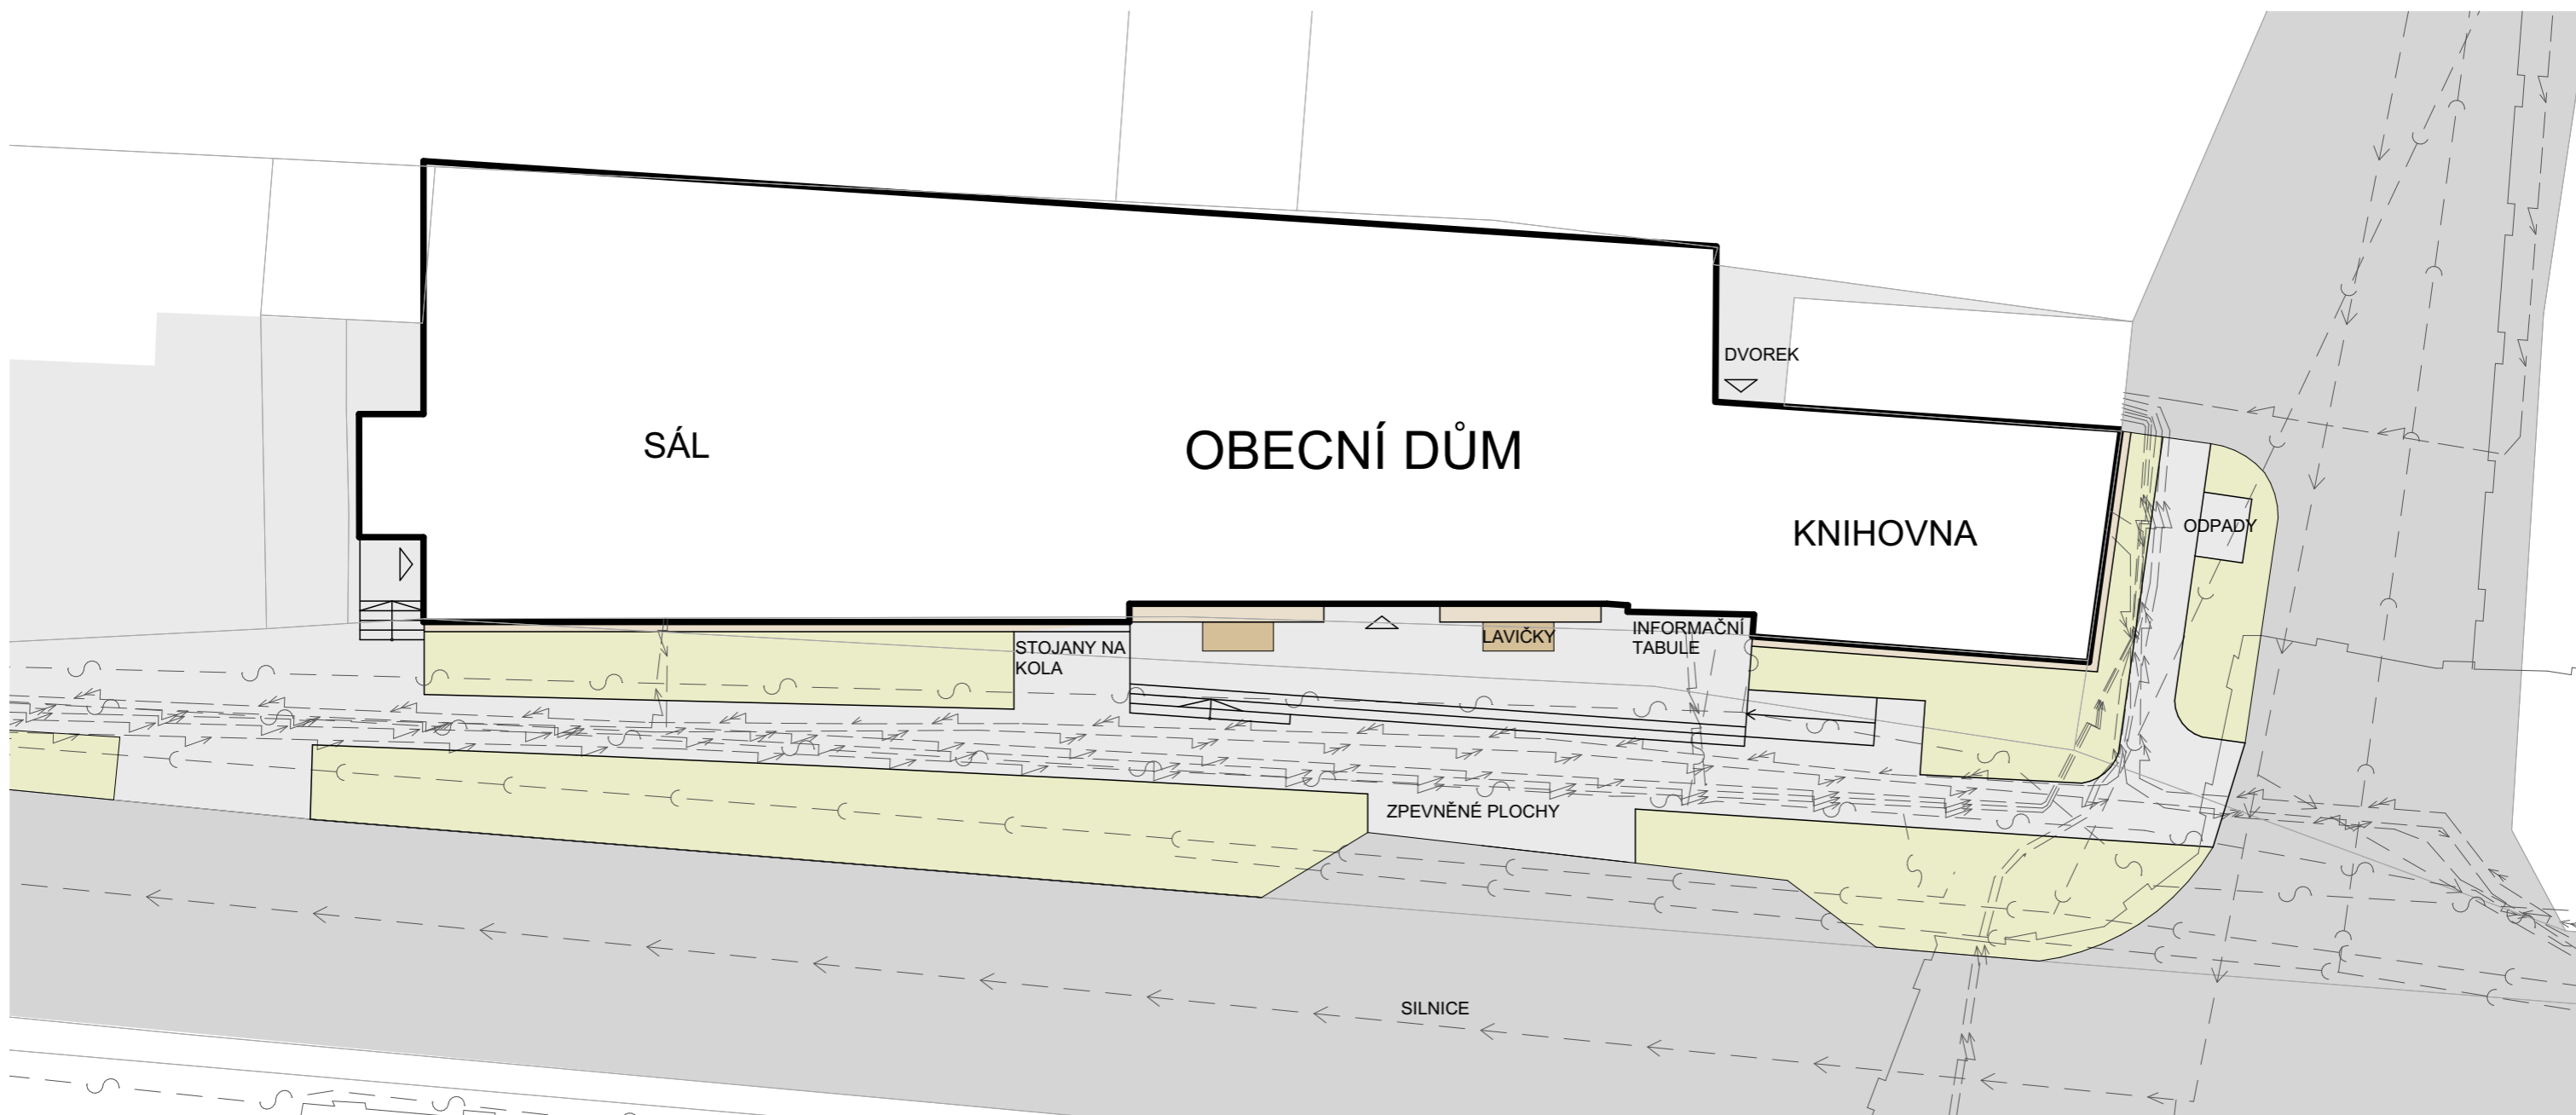 DVOREK
SÁL
OBECNÍ DŮM
KNIHOVNA
ODPADY
STOJANY NA
KOLA
LAVIČKY
INFORMAČNÍ
TABULE
ZPEVNĚNÉ PLOCHY
SILNICE